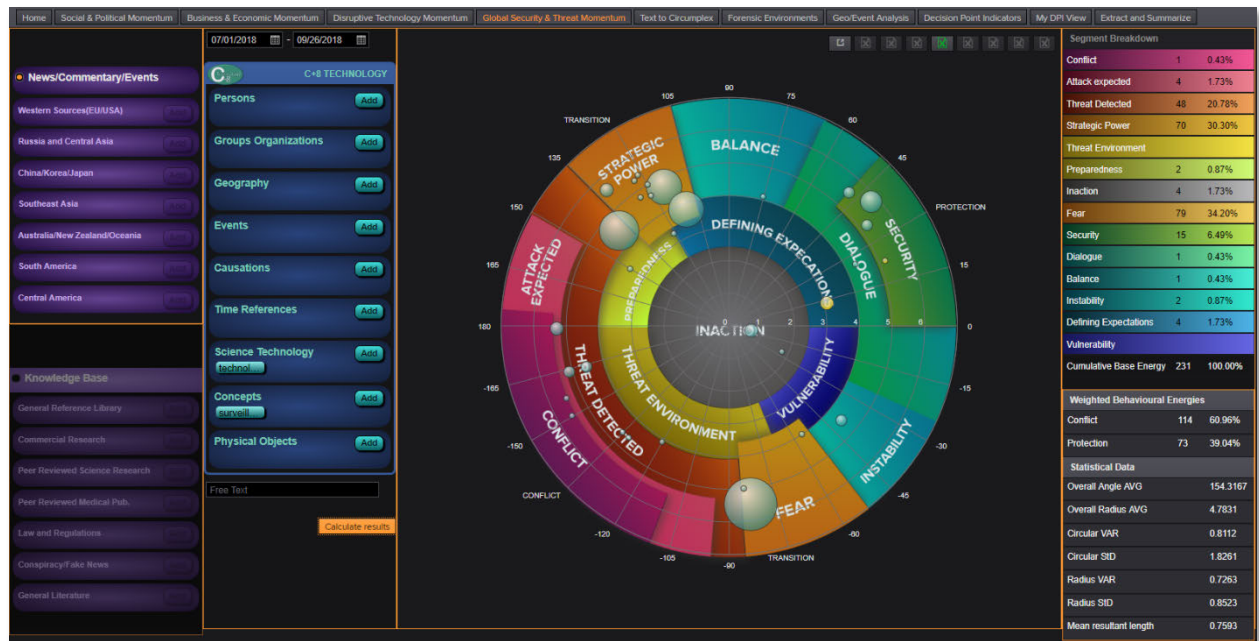 Home Social & Political Momentum Business & Economic Momentum Disruptive Technology Momentum Global Security & Threat Momentum Text to Circumplex Forensic Environments Geo/Event Analysis Decision Point Indicators My DPI View Extract and Summarize
07/01/2018 - 09/26/2018
News/Commentary/Events
Western Sources(EU/USA)
Russia and Central Asia
China/Korea/Japan
Southeast Asia
Australia/New Zealand/Oceania
South America
Central America
Knowledge Base
General Reference Library
Commercial Research
Peer Reviewed Science Research
Peer Reviewed Medical Pub.
Law and Regulations
Conspiracy/Fake News
General Literature
C+8 TECHNOLOGY
Persons Add
Groups Organizations Add
Geography Add
Events Add
Causations Add
Time References Add
Science Technology Add
technol...
Concepts Add
surveill...
Physical Objects Add
Free Text
Calculate results
90
105 75
TRANSITION 60
135 45
150 PROTECTION
165 15
180 0
-165 -15
-150 -30
CONFLICT -45
-120 -60
-105 TRANSITION
-90
STRATEGIC POWER
BALANCE
SECURITY
DIALOGUE
DEFINING EXPECATIONS
PREPAREDNESS
ATTACK EXPECTED
INACTION
0 1 2 3 4 5 6
THREAT DETECTED
THREAT ENVIRONMENT
VULNERABILITY
INSTABILITY
CONFLICT
FEAR
Segment Breakdown
Conflict 1 0.43%
Attack expected 4 1.73%
Threat Detected 48 20.78%
Strategic Power 70 30.30%
Threat Environment
Preparedness 2 0.87%
Inaction 4 1.73%
Fear 79 34.20%
Security 15 6.49%
Dialogue 1 0.43%
Balance 1 0.43%
Instability 2 0.87%
Defining Expectations 4 1.73%
Vulnerability
Cumulative Base Energy 231 100.00%
Weighted Behavioural Energies
Conflict 114 60.96%
Protection 73 39.04%
Statistical Data
Overall Angle AVG 154.3167
Overall Radius AVG 4.7831
Circular VAR 0.8112
Circular StD 1.8261
Radius VAR 0.7263
Radius StD 0.8523
Mean resultant length 0.7593